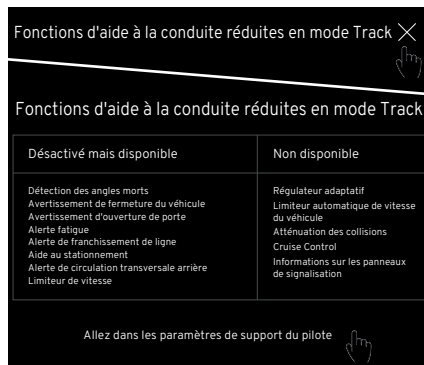 Fonctions d'aide à la conduite réduites en mode Track
Fonctions d'aide à la conduite réduites en mode Track
Désactivé mais disponible
Détection des angles morts
Avertissement de fermeture du véhicule
Avertissement d'ouverture de porte
Alerte fatigue
Alerte de franchissement de ligne
Aide au stationnement
Alerte de circulation transversale arrière
Limiteur de vitesse
Non disponible
Régulateur adaptatif
Limiteur automatique de vitesse
du véhicule
Atténuation des collisions
Cruise Control
Informations sur les panneaux
de signalisation
Allez dans les paramètres de support du pilote